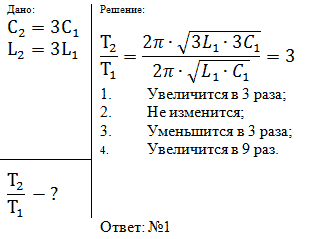 Дано:
C₂ = 3C₁
L₂ = 3L₁
T₂/T₁ − ?
Решение:
T₂/T₁ = 2π · √(3L₁ · 3C₁) / 2π · √(L₁ · C₁) = 3
1. Увеличится в 3 раза;
2. Не изменится;
3. Уменьшится в 3 раза;
4. Увеличится в 9 раз.
Ответ: №1